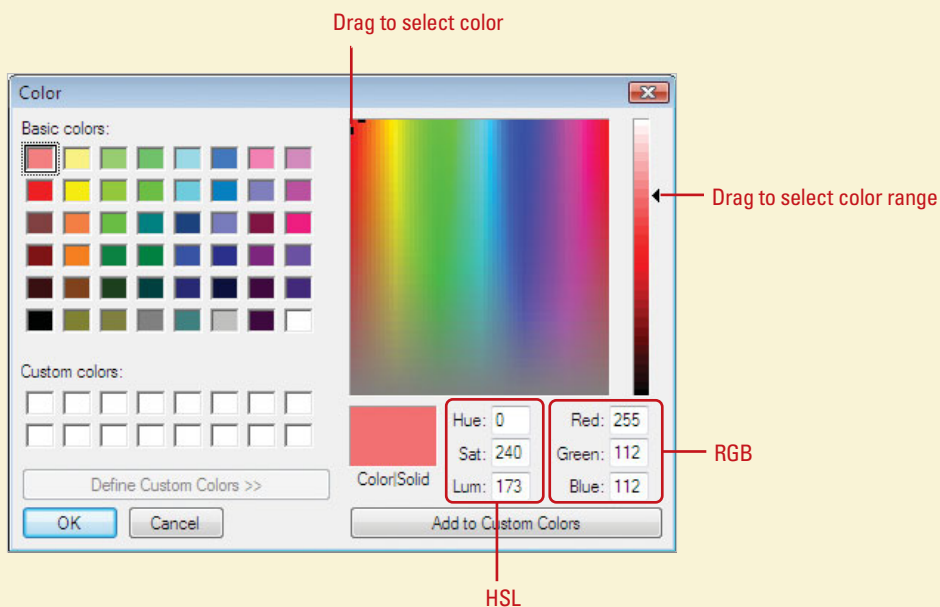 Drag to select color
Color
Basic colors:
Drag to select color range
Custom colors:
Hue: 0
Red: 255
Sat: 240
Green: 112
RGB
Color|Solid
Lum: 173
Blue: 112
Define Custom Colors >>
OK
Cancel
Add to Custom Colors
HSL